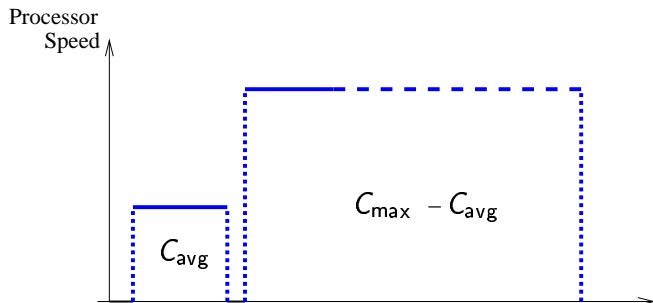 Processor
Speed
C_max − C_avg
C_avg